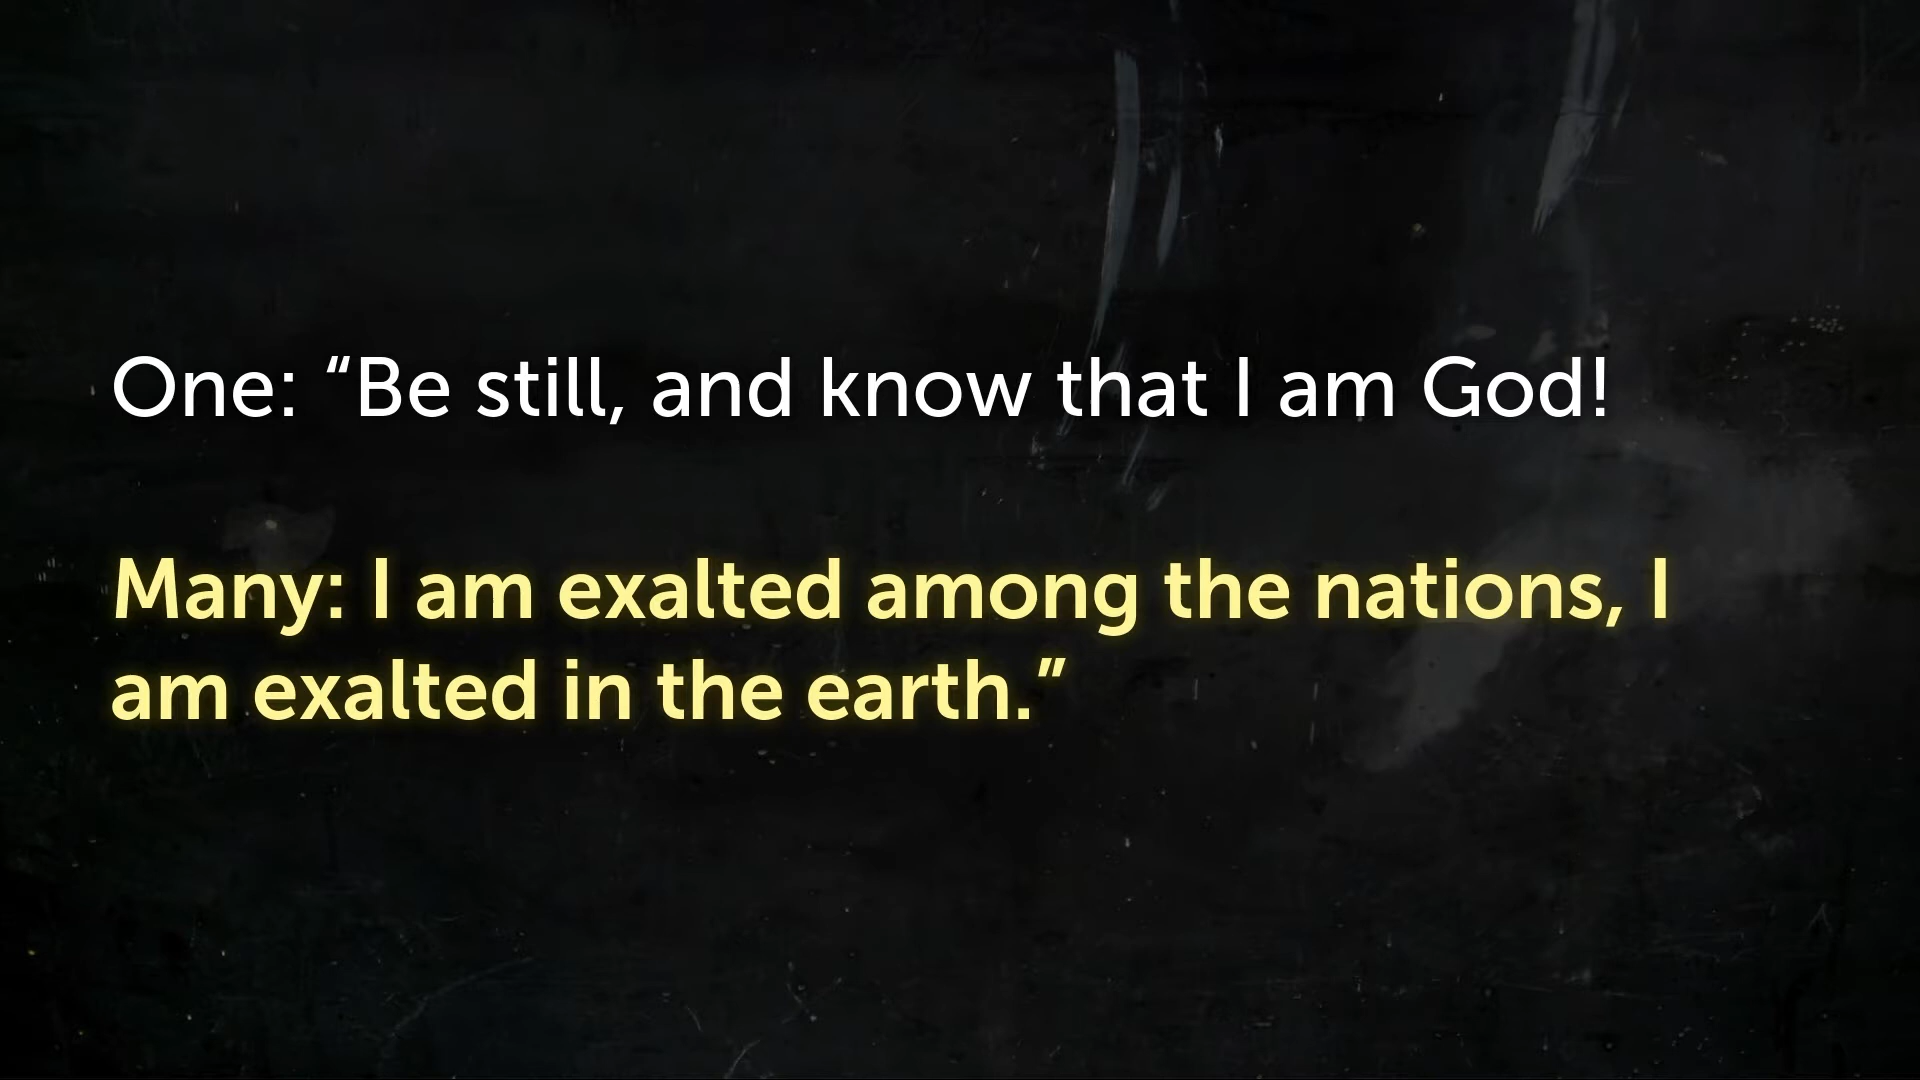 One: “Be still, and know that I am God!
Many: I am exalted among the nations, I
am exalted in the earth.”